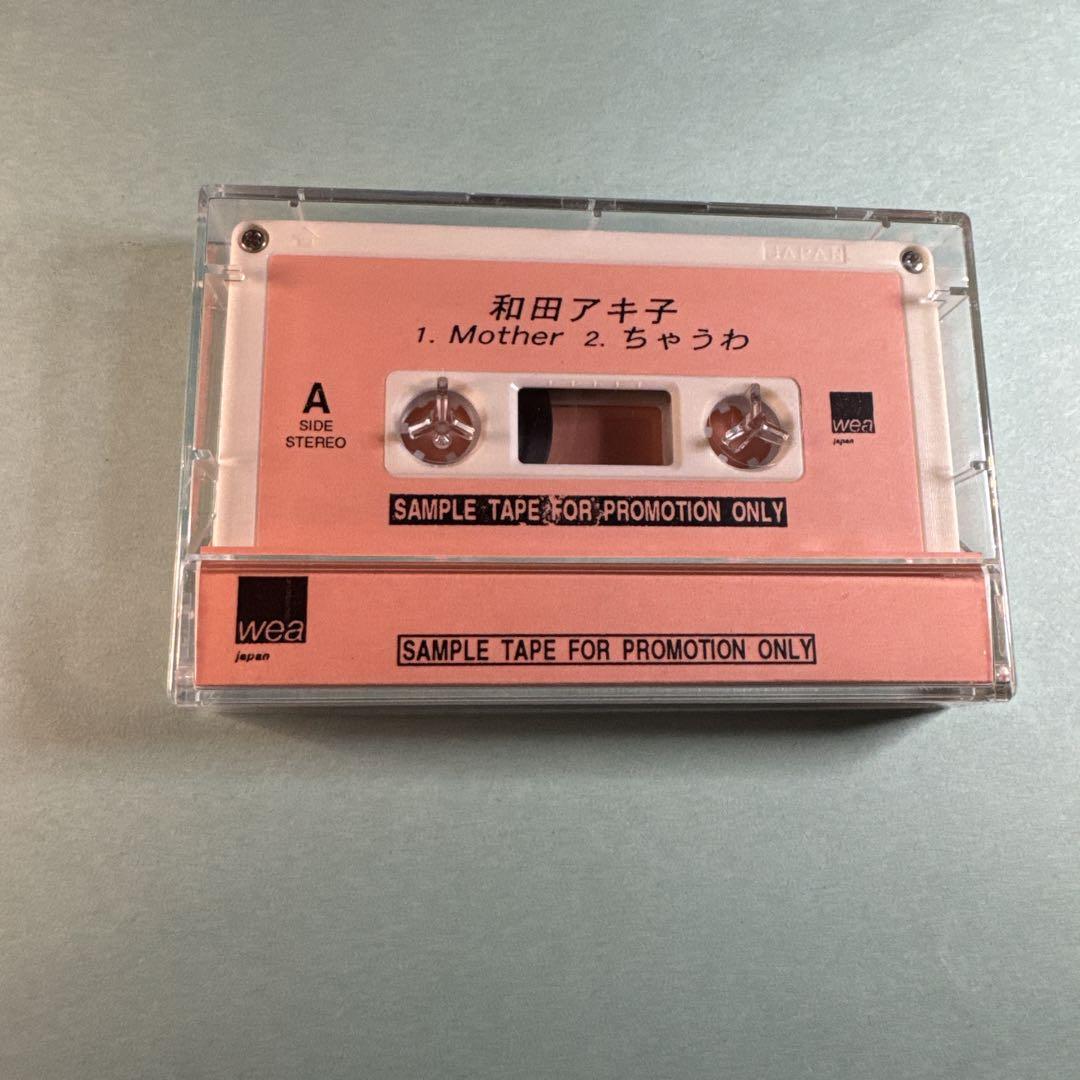 JAPAN
和田アキ子
1. Mother 2. ちゃうわ
A
SIDE
STEREO
wea
japan
SAMPLE TAPE FOR PROMOTION ONLY
wea
japan
SAMPLE TAPE FOR PROMOTION ONLY